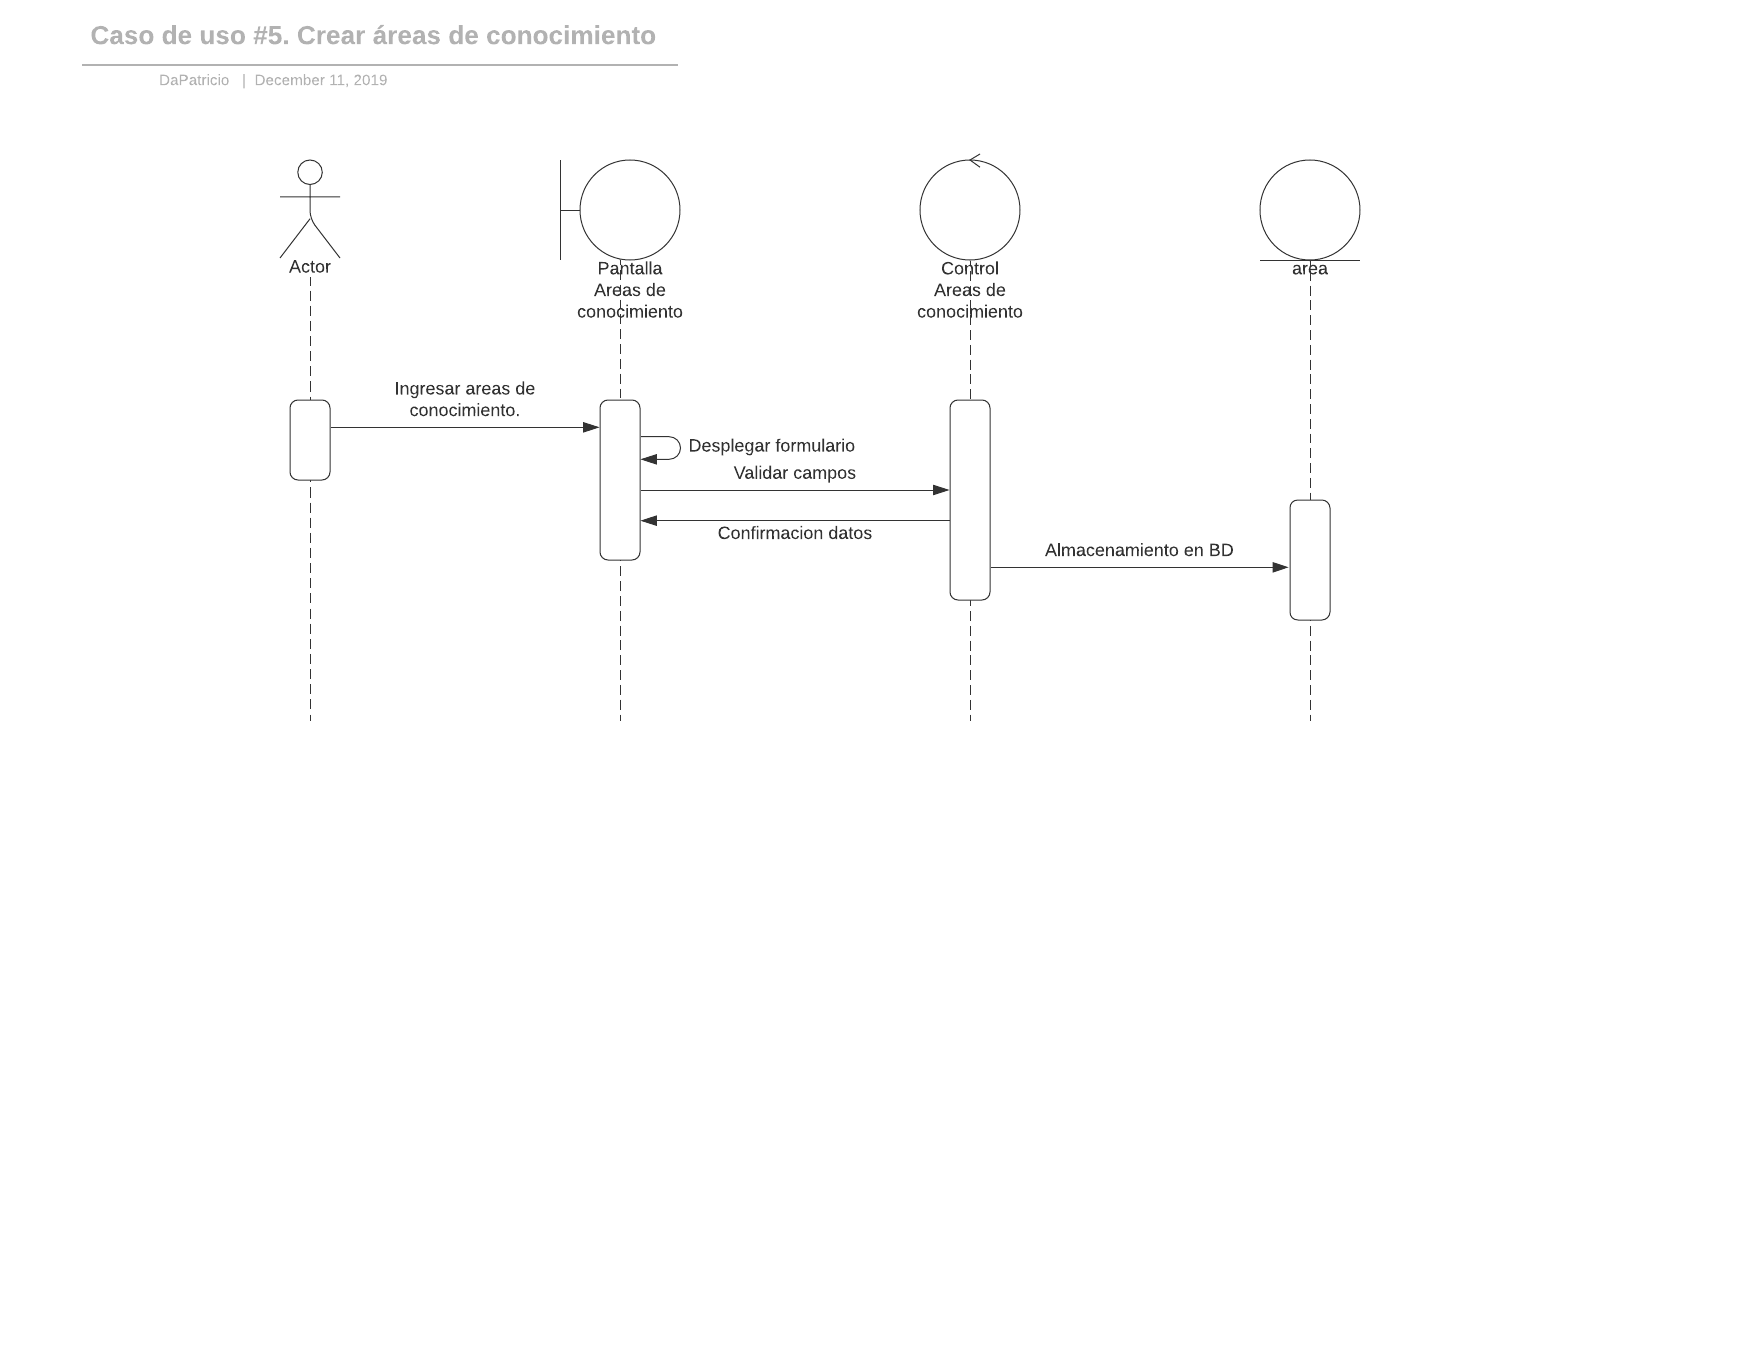 Caso de uso #5. Crear áreas de conocimiento
DaPatricio | December 11, 2019
Actor
Pantalla
Areas de
conocimiento
Control
Areas de
conocimiento
area
Ingresar areas de
conocimiento.
Desplegar formulario
Validar campos
Confirmacion datos
Almacenamiento en BD